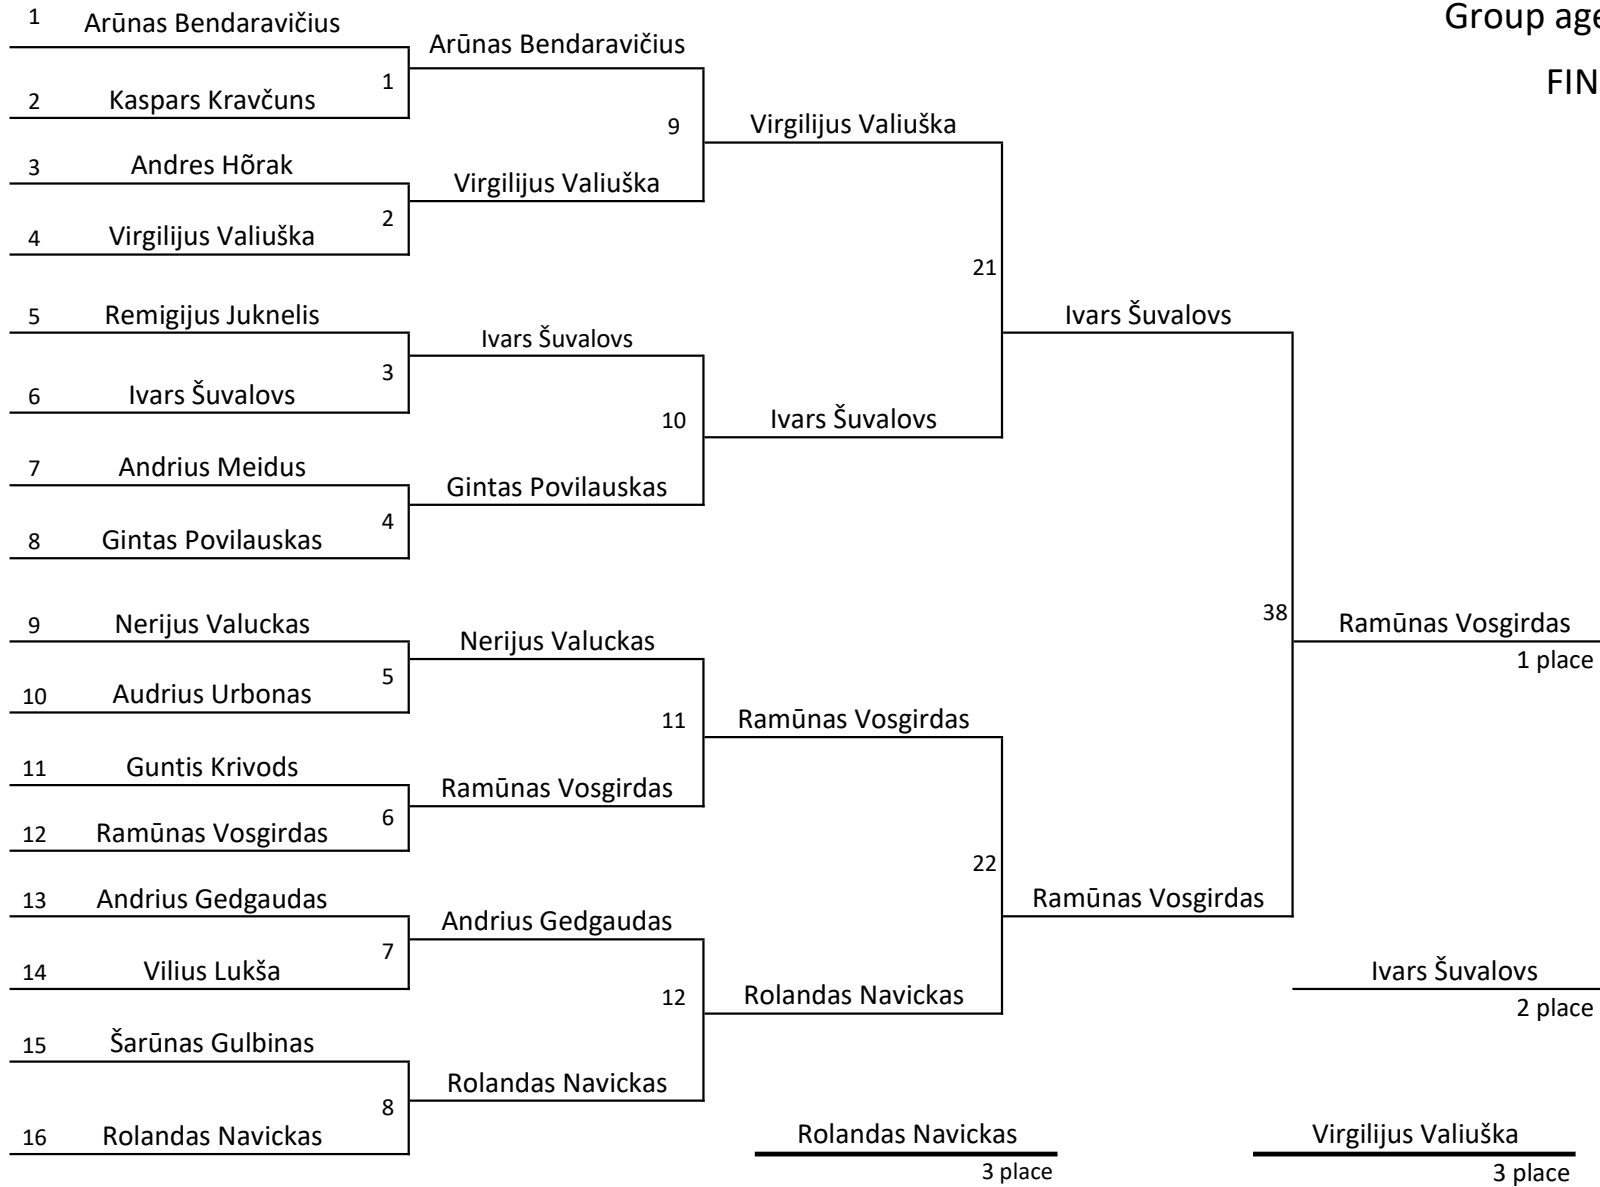 Group age
FIN
1 Arūnas Bendaravičius
Arūnas Bendaravičius
1
2 Kaspars Kravčuns
9
Virgilijus Valiuška
3 Andres Hõrak
Virgilijus Valiuška
2
4 Virgilijus Valiuška
21
5 Remigijus Juknelis
Ivars Šuvalovs
Ivars Šuvalovs
3
6 Ivars Šuvalovs
10
Ivars Šuvalovs
7 Andrius Meidus
Gintas Povilauskas
4
8 Gintas Povilauskas
38
9 Nerijus Valuckas
Ramūnas Vosgirdas
Nerijus Valuckas
1 place
5
10 Audrius Urbonas
11
Ramūnas Vosgirdas
11 Guntis Krivods
Ramūnas Vosgirdas
6
12 Ramūnas Vosgirdas
22
13 Andrius Gedgaudas
Ramūnas Vosgirdas
Andrius Gedgaudas
7
14 Vilius Lukša
Ivars Šuvalovs
12
Rolandas Navickas
2 place
15 Šarūnas Gulbinas
Rolandas Navickas
8
16 Rolandas Navickas
Rolandas Navickas
Virgilijus Valiuška
3 place
3 place